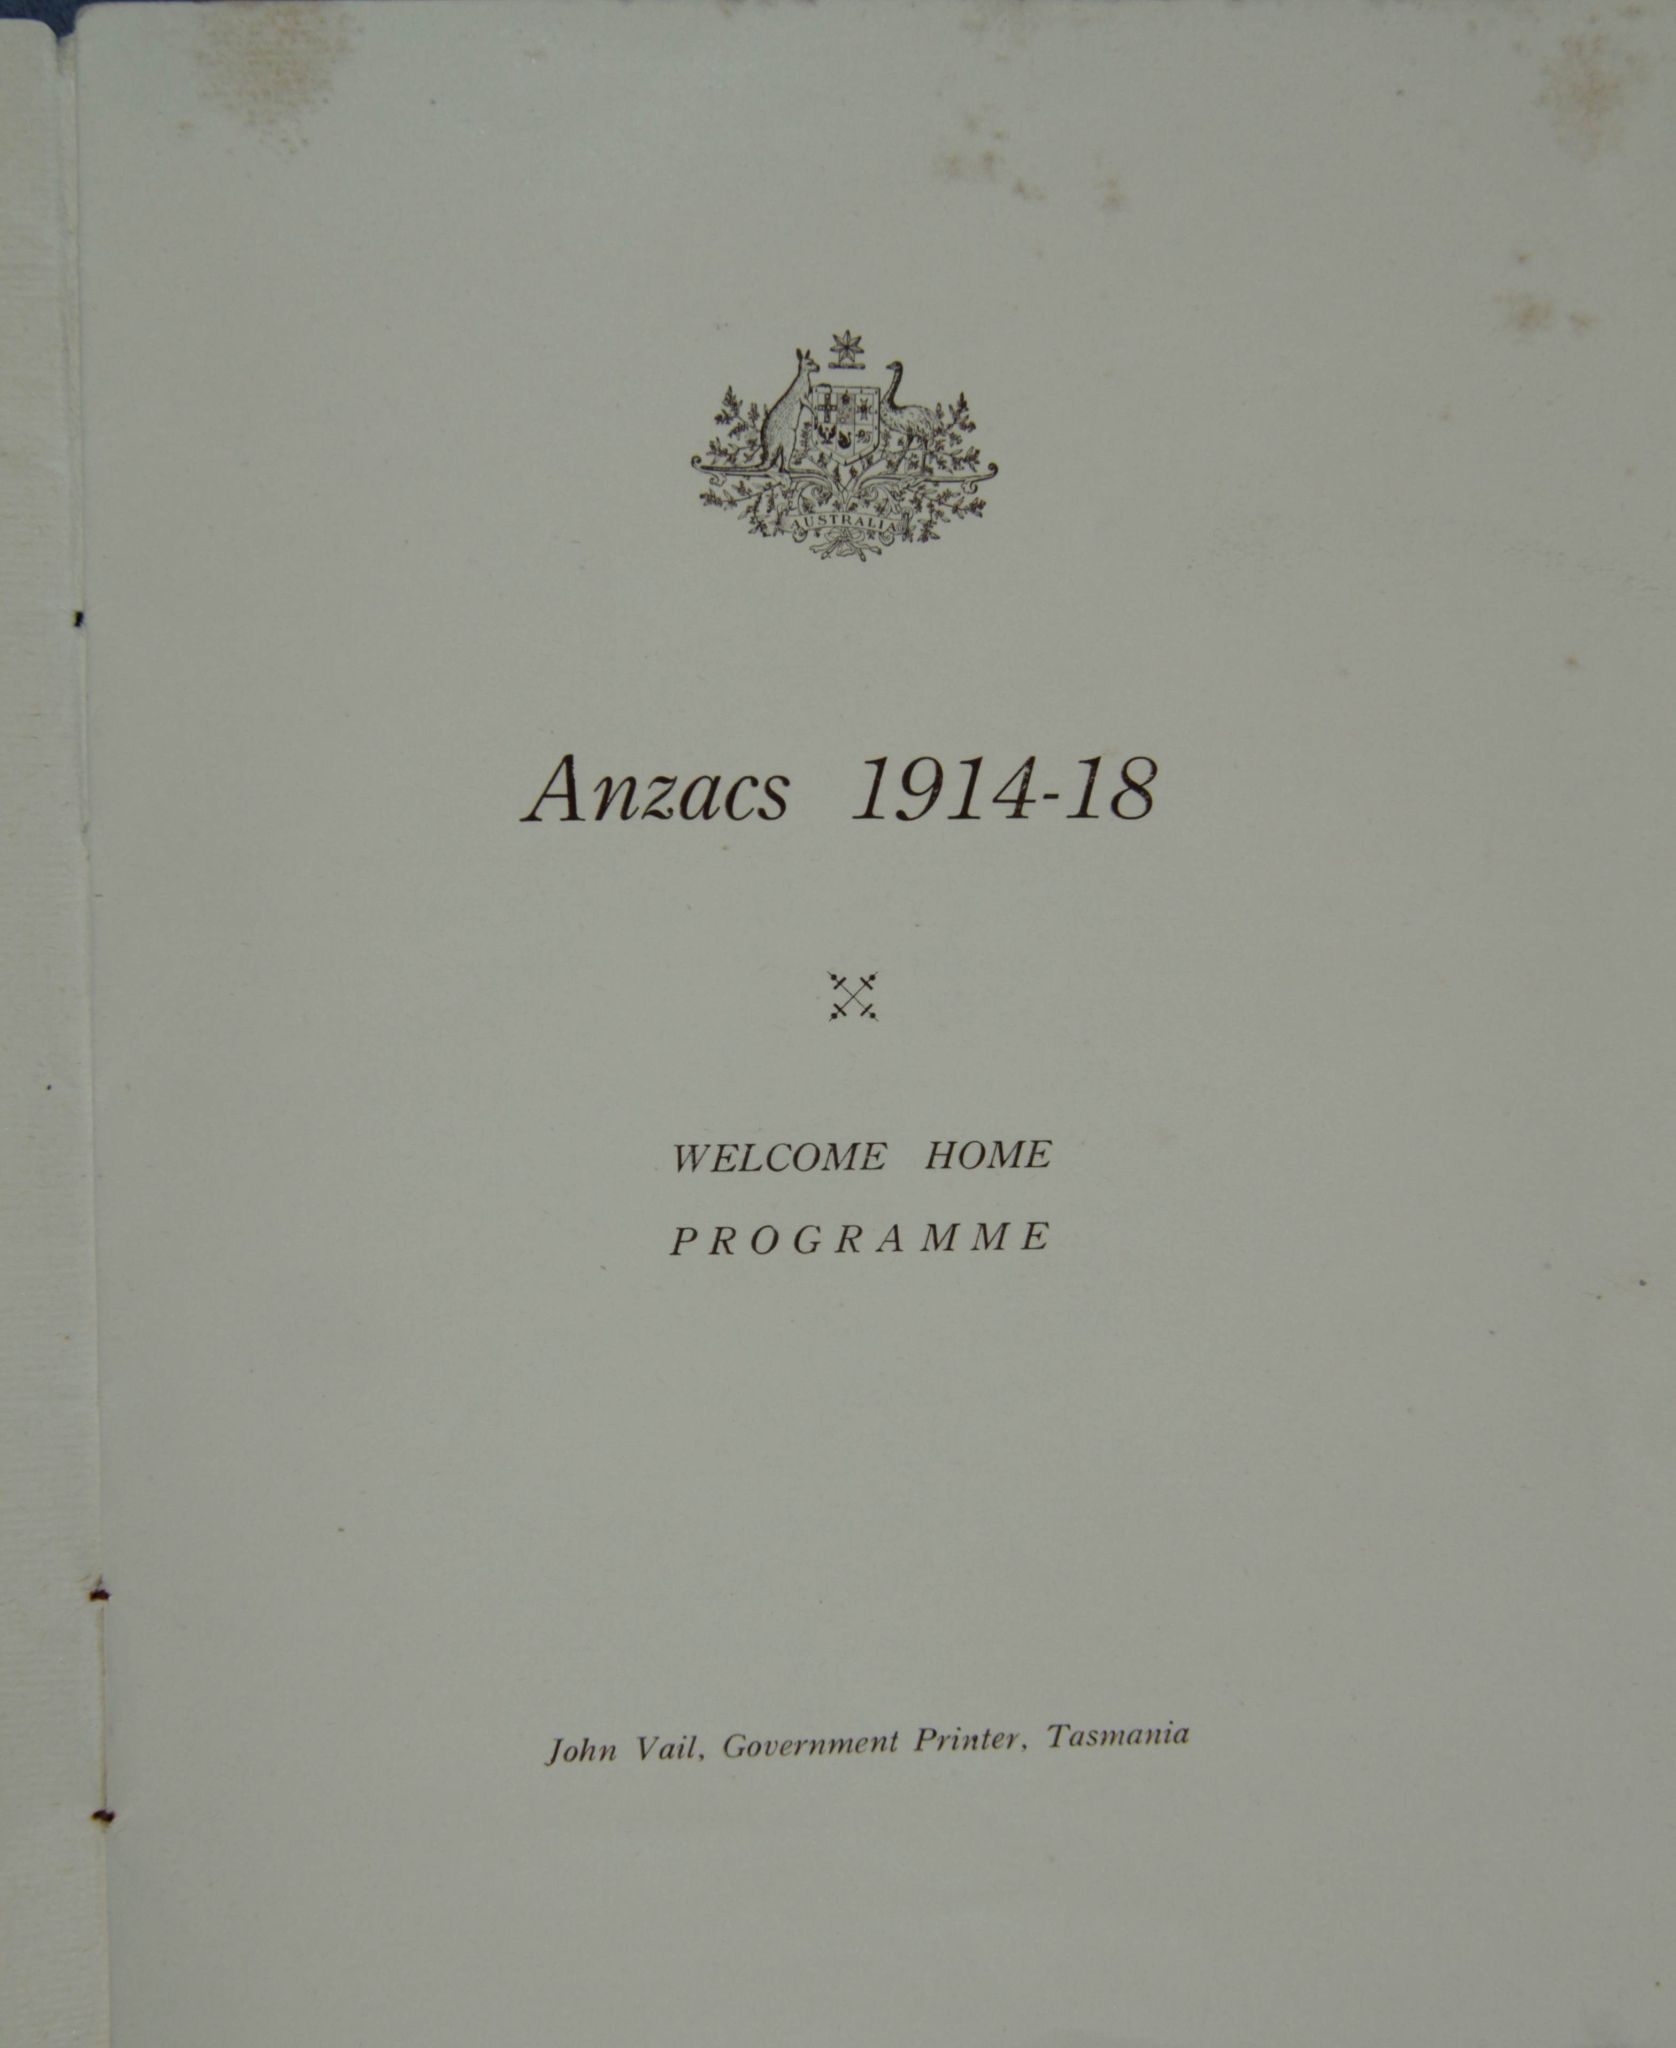 AUSTRALIA
Anzacs 1914-18
WELCOME HOME
PROGRAMME
John Vail, Government Printer, Tasmania